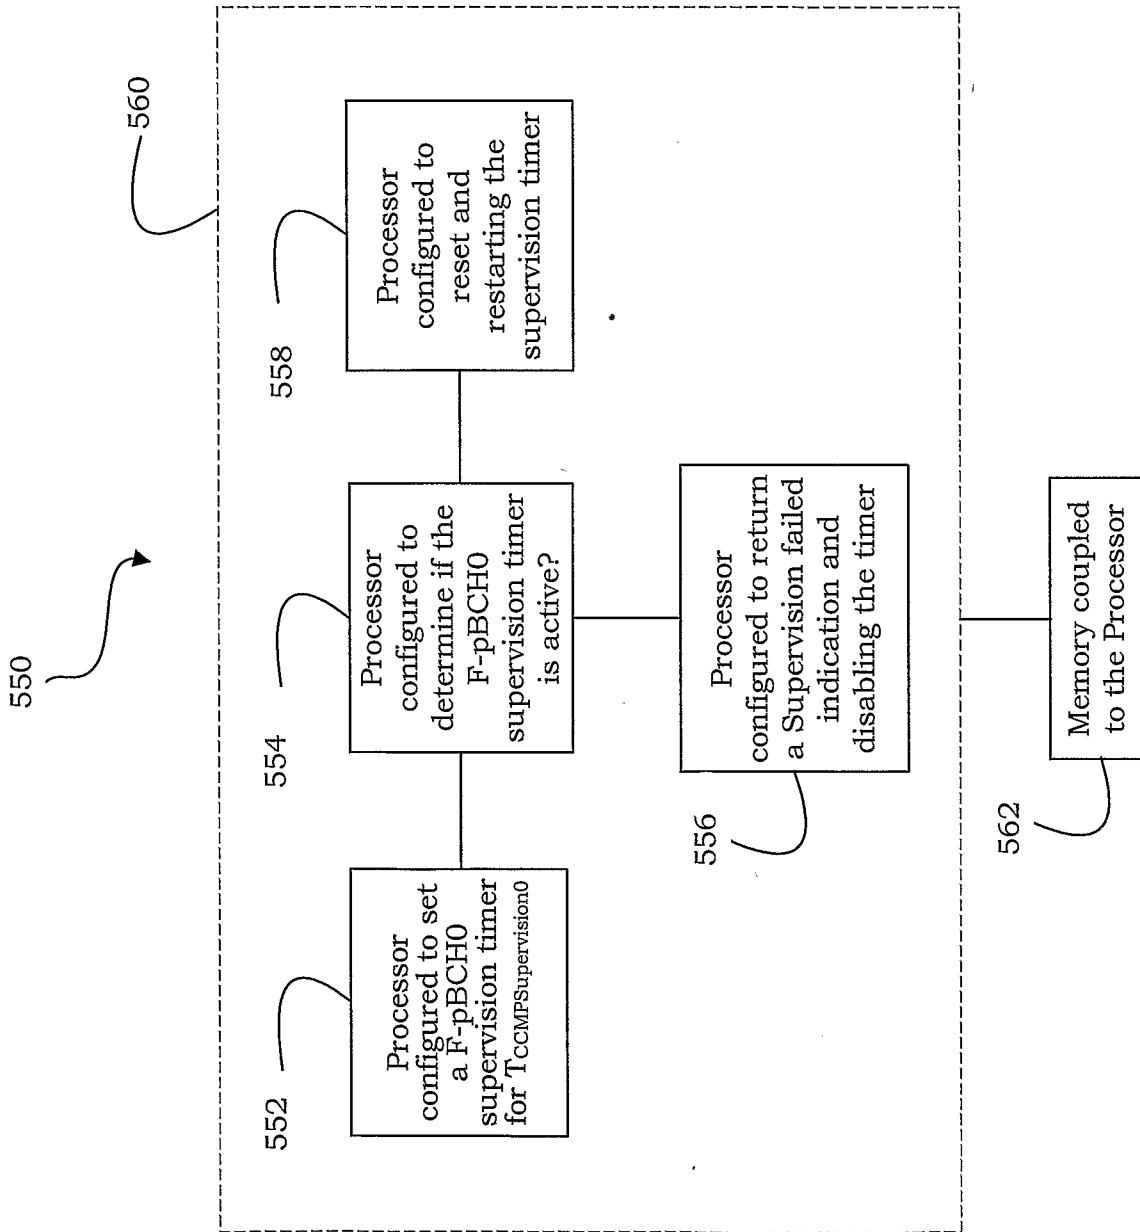 550
560
552
Processor
configured to set
a F-pBCH0
supervision timer
for TCCMPSupervision0
554
Processor
configured to
determine if the
F-pBCH0
supervision timer
is active?
558
Processor
configured to
reset and
restarting the
supervision timer
556
Processor
configured to return
a Supervision failed
indication and
disabling the timer
562
Memory coupled
to the Processor